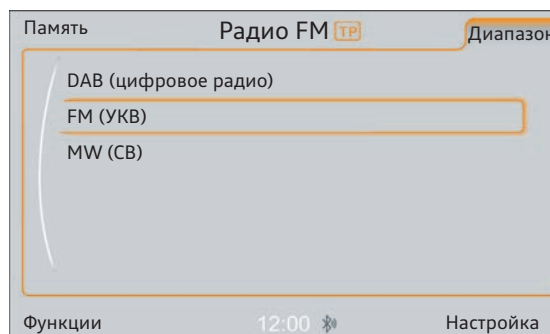 Память Радио FM TP Диапазон
DAB (цифровое радио)
FM (УКВ)
MW (СВ)
Функции 12:00 Настройка